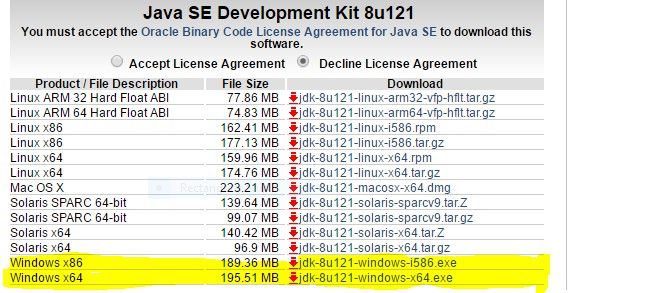 Java SE Development Kit 8u121
You must accept the Oracle Binary Code License Agreement for Java SE to download this
software.
Accept License Agreement Decline License Agreement
Product / File Description File Size Download
Linux ARM 32 Hard Float ABI 77.86 MB jdk-8u121-linux-arm32-vfp-hflt.tar.gz
Linux ARM 64 Hard Float ABI 74.83 MB jdk-8u121-linux-arm64-vfp-hflt.tar.gz
Linux x86 162.41 MB jdk-8u121-linux-i586.rpm
Linux x86 177.13 MB jdk-8u121-linux-i586.tar.gz
Linux x64 159.96 MB jdk-8u121-linux-x64.rpm
Linux x64 174.76 MB jdk-8u121-linux-x64.tar.gz
Mac OS X 223.21 MB jdk-8u121-macosx-x64.dmg
Solaris SPARC 64-bit 139.64 MB jdk-8u121-solaris-sparcv9.tar.Z
Solaris SPARC 64-bit 99.07 MB jdk-8u121-solaris-sparcv9.tar.gz
Solaris x64 140.42 MB jdk-8u121-solaris-x64.tar.Z
Solaris x64 96.9 MB jdk-8u121-solaris-x64.tar.gz
Windows x86 189.36 MB jdk-8u121-windows-i586.exe
Windows x64 195.51 MB jdk-8u121-windows-x64.exe